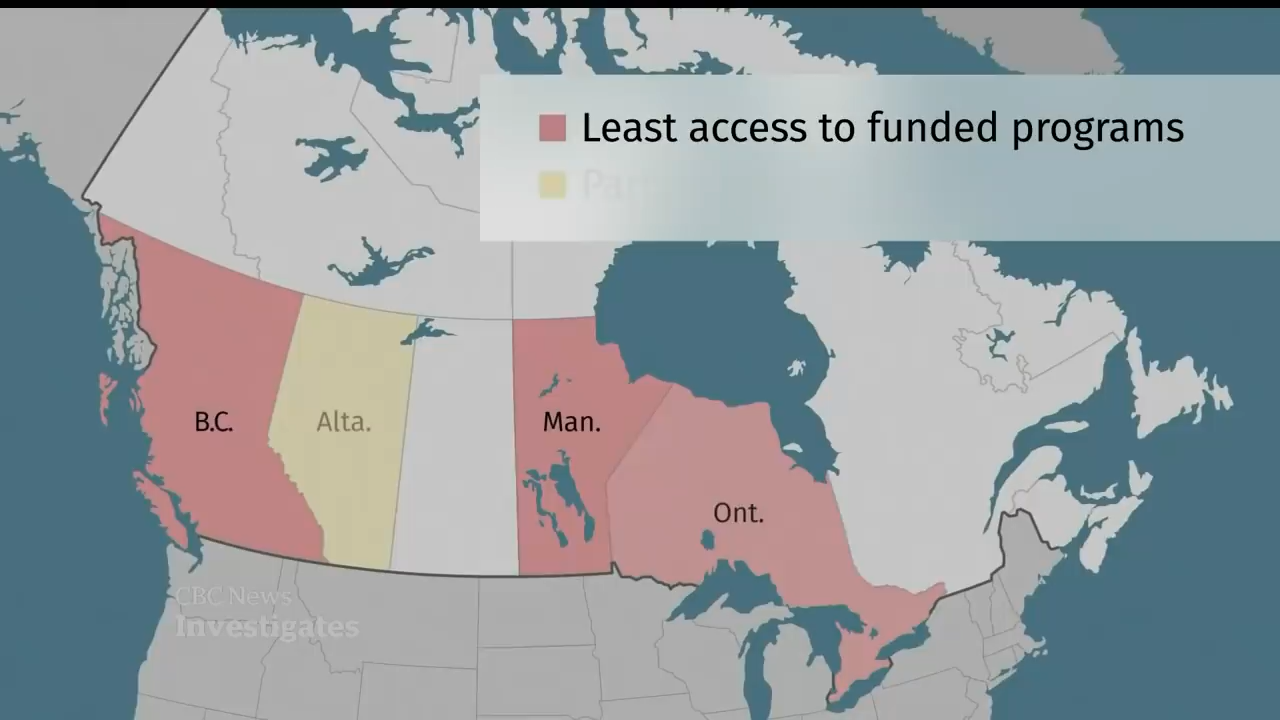 Least access to funded programs
B.C.
Alta.
Man.
Ont.
CBC News
Investigates